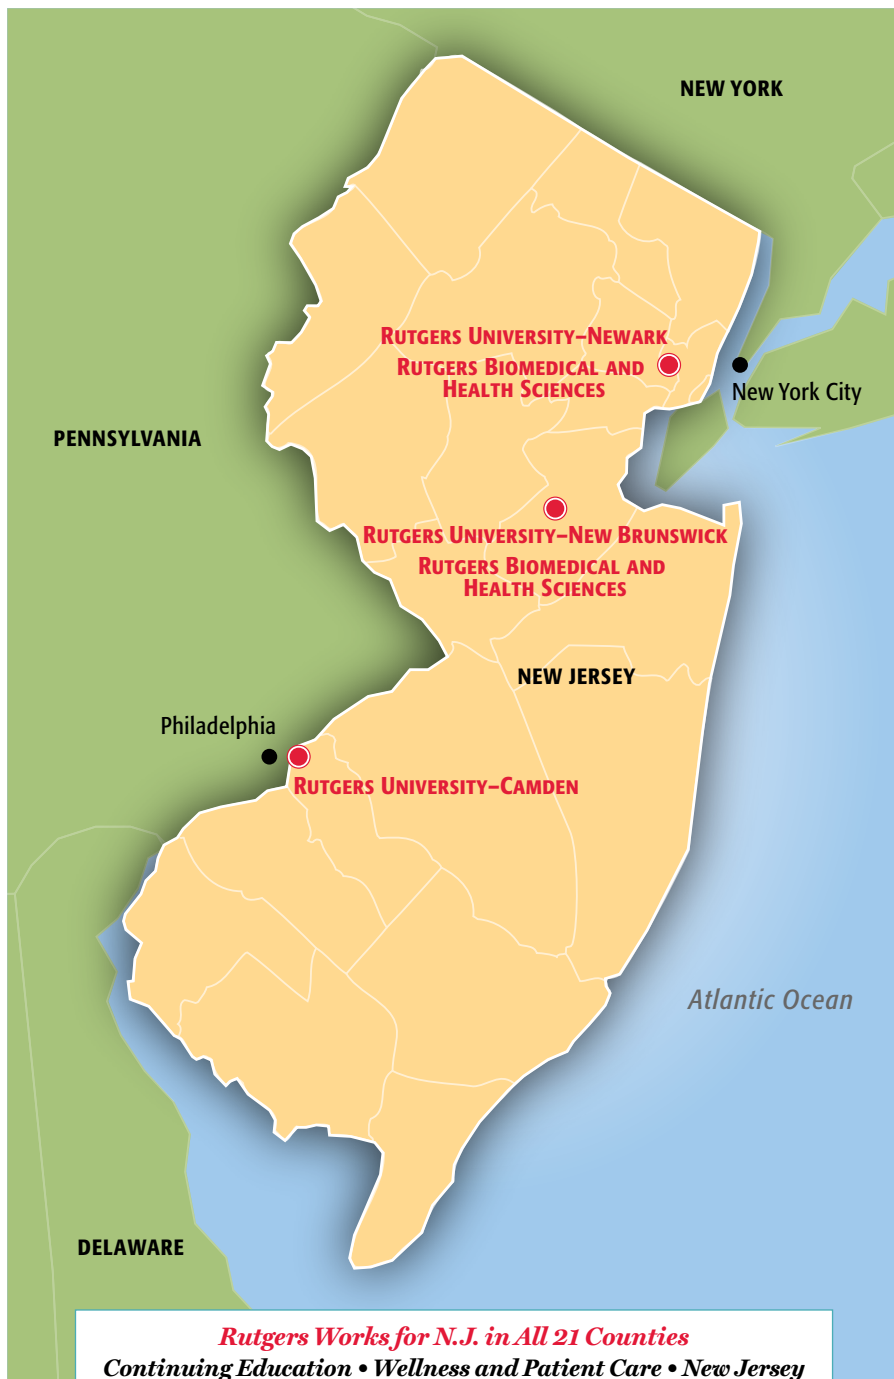 NEW YORK
RUTGERS UNIVERSITY–NEWARK
RUTGERS BIOMEDICAL AND
HEALTH SCIENCES
New York City
PENNSYLVANIA
RUTGERS UNIVERSITY–NEW BRUNSWICK
RUTGERS BIOMEDICAL AND
HEALTH SCIENCES
NEW JERSEY
Philadelphia
RUTGERS UNIVERSITY–CAMDEN
Atlantic Ocean
DELAWARE
Rutgers Works for N.J. in All 21 Counties
Continuing Education • Wellness and Patient Care • New Jersey